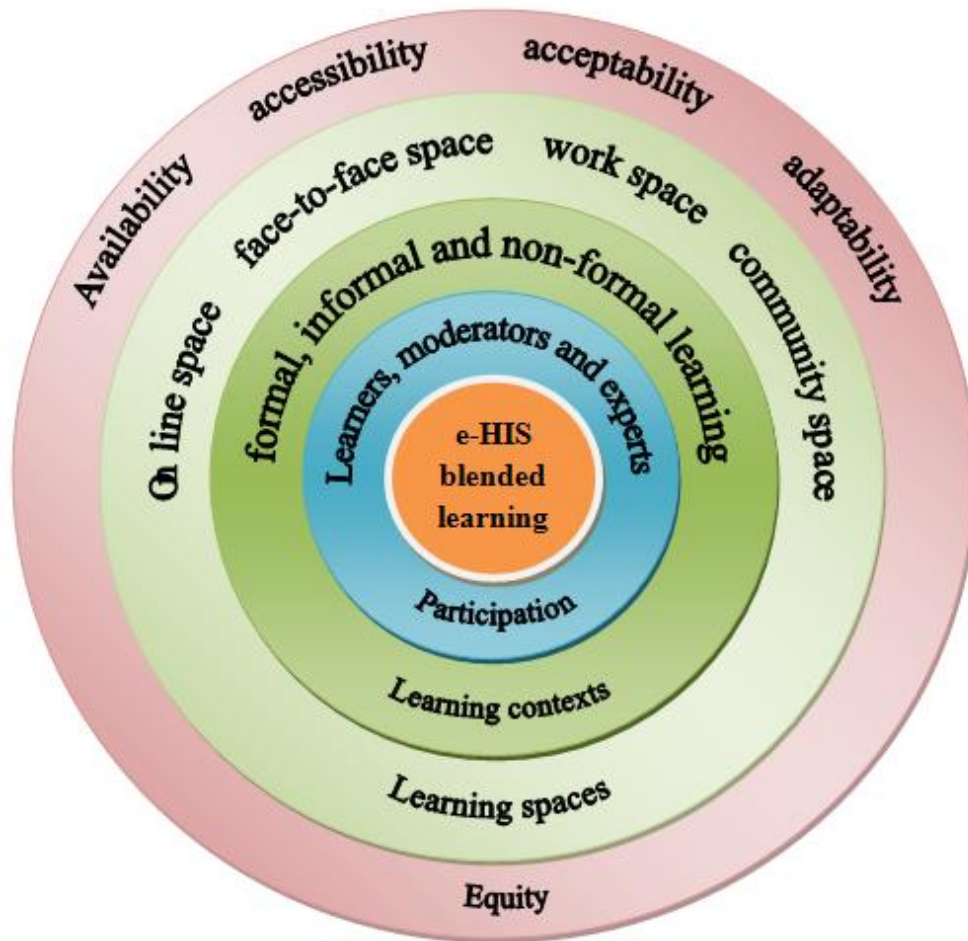 Availability accessibility acceptability adaptability
On line space face-to-face space work space community space
formal, informal and non-formal learning
Learners, moderators and experts
e-HIS
blended
learning
Participation
Learning contexts
Learning spaces
Equity